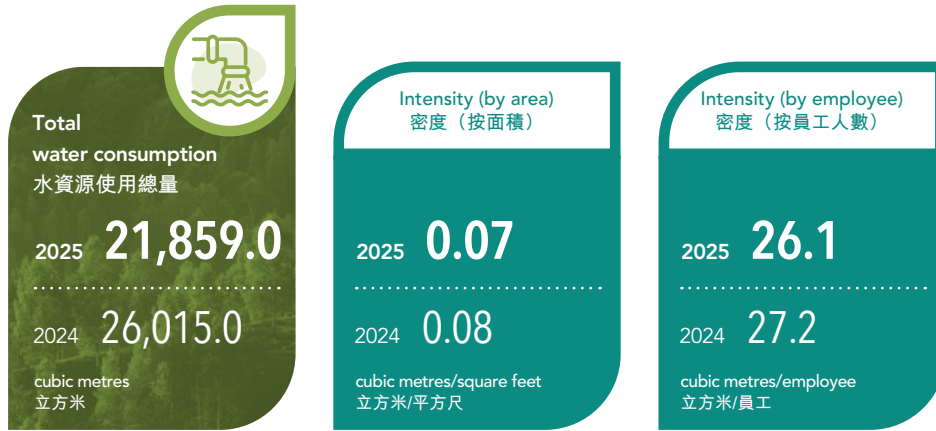 Total
water consumption
水資源使用總量
2025 21,859.0
2024 26,015.0
cubic metres
立方米
Intensity (by area)
密度（按面積）
2025 0.07
2024 0.08
cubic metres/square feet
立方米/平方尺
Intensity (by employee)
密度（按員工人數）
2025 26.1
2024 27.2
cubic metres/employee
立方米/員工